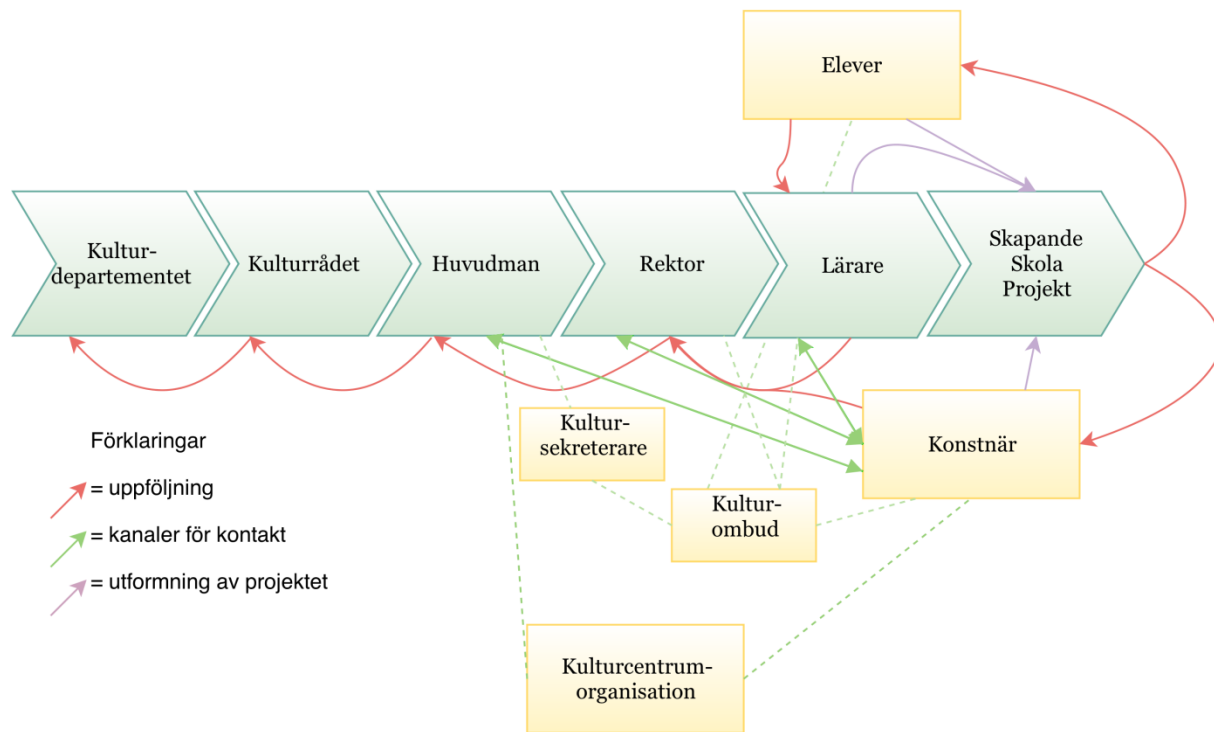 Elever
Kultur-
departementet
Kulturrådet
Huvudman
Rektor
Lärare
Skapande
Skola
Projekt
Kultur-
sekreterare
Konstnär
Kultur-
ombud
Kulturcentrum-
organisation
Förklaringar
= uppföljning
= kanaler för kontakt
= utformning av projektet